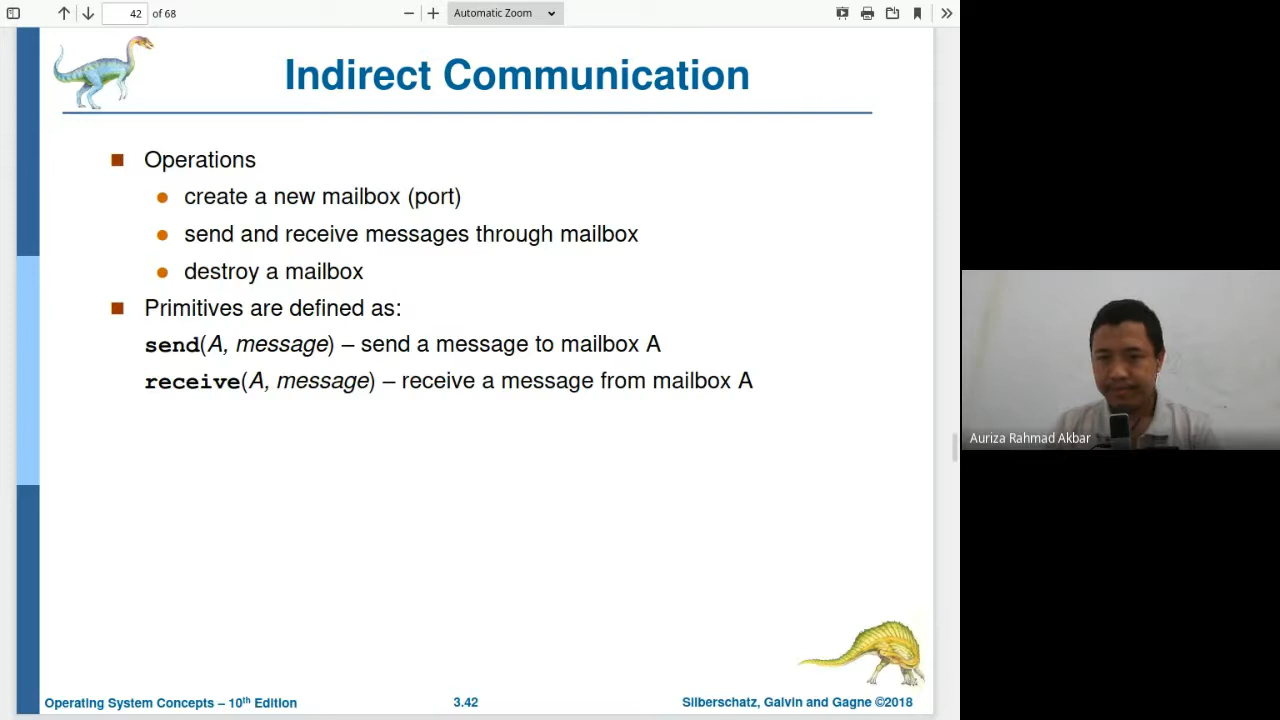 42 of 68
Automatic Zoom
Indirect Communication
Operations
create a new mailbox (port)
send and receive messages through mailbox
destroy a mailbox
Primitives are defined as:
send(A, message) – send a message to mailbox A
receive(A, message) – receive a message from mailbox A
Auriza Rahmad Akbar
Operating System Concepts – 10th Edition
3.42
Silberschatz, Galvin and Gagne ©2018